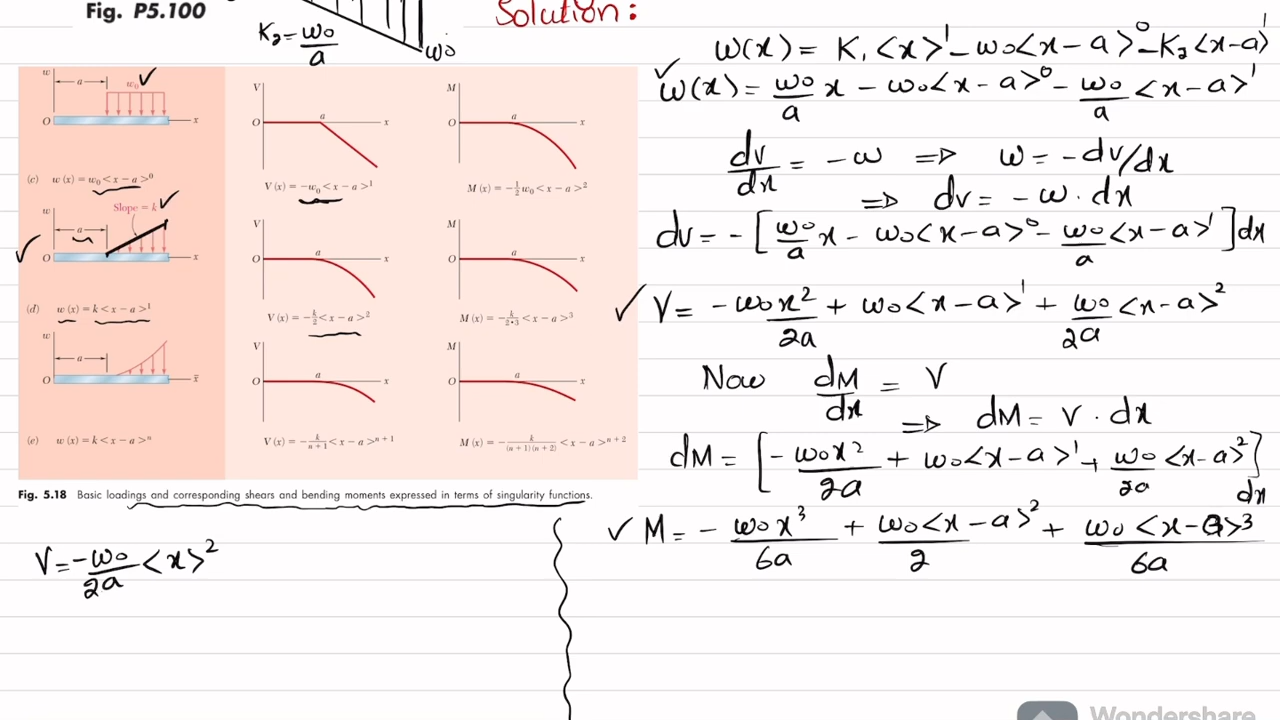 Fig. P5.100
K₂ = w₀/a
w₀
Solution:
w(x) = K₁<x>¹ - w₀<x-a>⁰ - K₂<x-a>¹
✓ w(x) = w₀/a x - w₀<x-a>⁰ - w₀/a <x-a>¹
dv/dx = -w ⇒ w = -dv/dx
⇒ dv = -w · dx
dv = -[w₀/a x - w₀<x-a>⁰ - w₀/a <x-a>¹]dx
✓ V = -w₀x²/2a + w₀<x-a>¹ + w₀/2a <x-a>²
Now dM/dx = V
⇒ dM = V · dx
dM = [-w₀x²/2a + w₀<x-a>¹ + w₀/2a <x-a>²]dx
✓ M = -w₀x³/6a + w₀<x-a>²/2 + w₀<x-a>³/6a
w
a
w₀ ✓
O
x
V
a
O
x
M
a
O
x
(c) w(x) = w₀<x-a>⁰
V(x) = -w₀<x-a>¹
M(x) = -½ w₀<x-a>²
w
Slope = k ✓
a
✓ O
x
V
a
O
x
M
a
O
x
(d) w(x) = k<x-a>¹
V(x) = -k/2 <x-a>²
M(x) = -k/2·3 <x-a>³
w
a
O
x
V
a
O
x
M
a
O
x
(e) w(x) = k<x-a>ⁿ
V(x) = -k/n+1 <x-a>ⁿ⁺¹
M(x) = -k/(n+1)(n+2) <x-a>ⁿ⁺²
Fig. 5.18 Basic loadings and corresponding shears and bending moments expressed in terms of singularity functions.
V = -w₀/2a <x>²
Wondershare